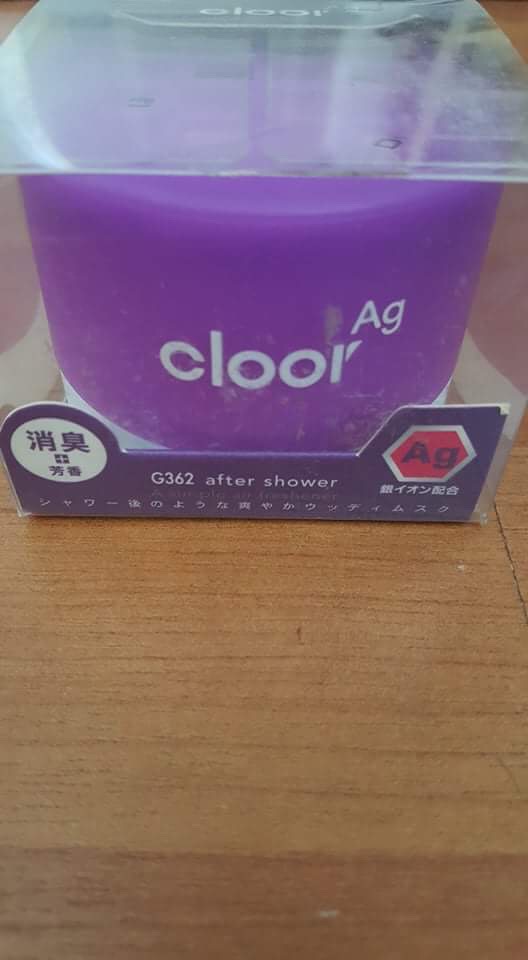 cloor
Ag
cloor
消臭
+
芳香
Ag
銀イオン配合
G362 after shower
A simple air freshener
シャワー後のような爽やかウッディムスク